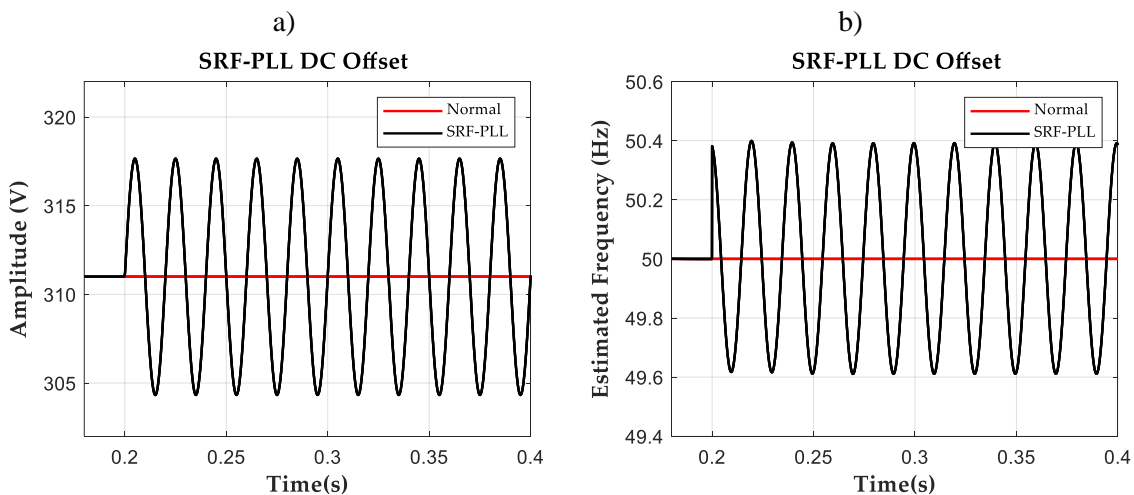 a)
SRF-PLL DC Offset
Amplitude (V)
320
315
310
305
Normal
SRF-PLL
0.2
0.25
0.3
0.35
0.4
Time(s)
b)
SRF-PLL DC Offset
Estimated Frequency (Hz)
50.6
50.4
50.2
50
49.8
49.6
49.4
Normal
SRF-PLL
0.2
0.25
0.3
0.35
0.4
Time(s)